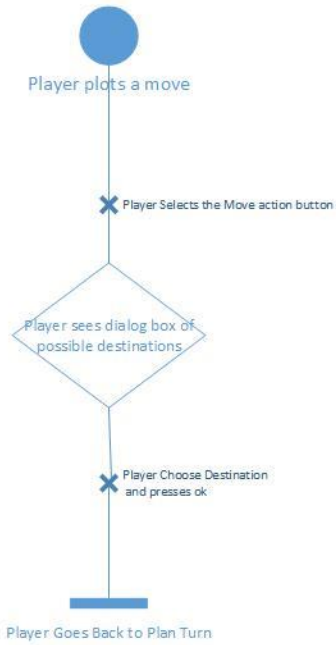 Player plots a move
Player Selects the Move action button
Player sees dialog box of
possible destinations
Player Choose Destination
and presses ok
Player Goes Back to Plan Turn